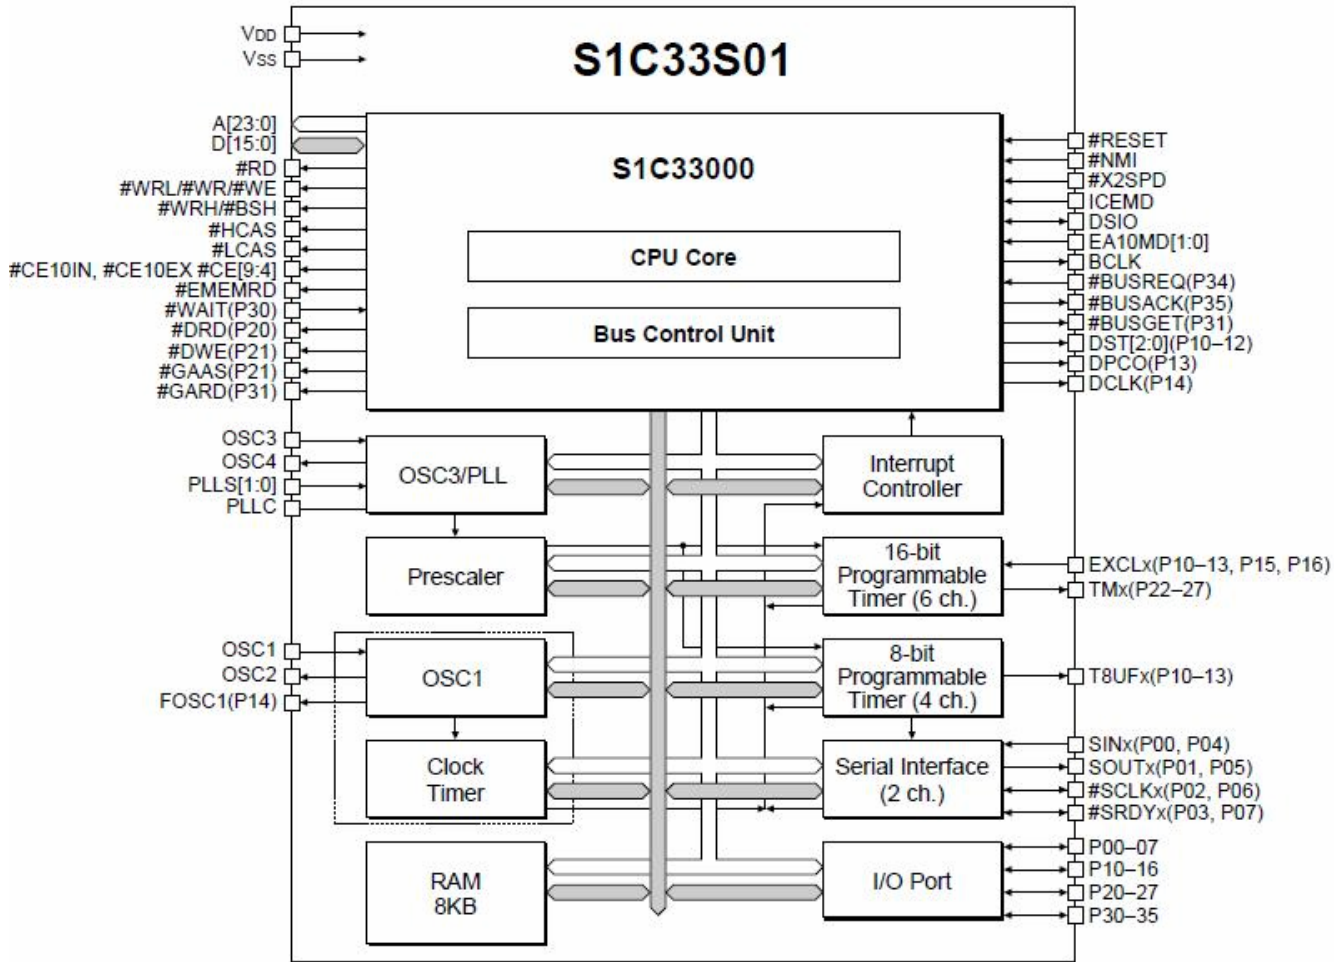 S1C33S01
VDD
VSS
A[23:0]
D[15:0]
#RD
#WRL/#WR/#WE
#WRH/#BSH
#HCAS
#LCAS
#CE10IN, #CE10EX #CE[9:4]
#EMEMRD
#WAIT(P30)
#DRD(P20)
#DWE(P21)
#GAAS(P21)
#GARD(P31)
S1C33000
CPU Core
Bus Control Unit
#RESET
#NMI
#X2SPD
ICEMD
DSIO
EA10MD[1:0]
BCLK
#BUSREQ(P34)
#BUSACK(P35)
#BUSGET(P31)
DST[2:0](P10–12)
DPCO(P13)
DCLK(P14)
OSC3
OSC4
PLLS[1:0]
PLLC
OSC3/PLL
Interrupt
Controller
Prescaler
16-bit
Programmable
Timer (6 ch.)
EXCLx(P10–13, P15, P16)
TMx(P22–27)
OSC1
OSC2
FOSC1(P14)
OSC1
8-bit
Programmable
Timer (4 ch.)
T8UFx(P10–13)
Clock
Timer
Serial Interface
(2 ch.)
SINx(P00, P04)
SOUTx(P01, P05)
#SCLKx(P02, P06)
#SRDYx(P03, P07)
RAM
8KB
I/O Port
P00–07
P10–16
P20–27
P30–35